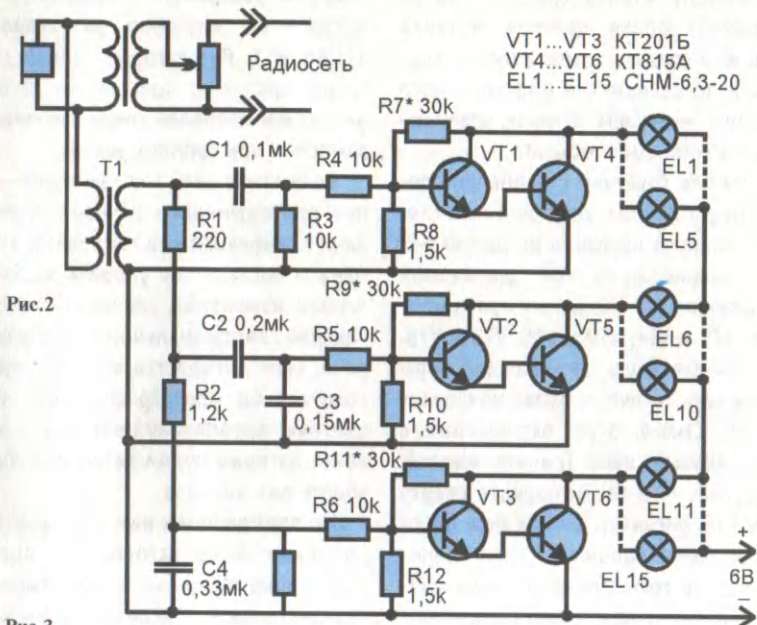 Радиосеть
VT1...VT3 КТ201Б
VT4...VT6 КТ815А
EL1...EL15 СНМ-6,3-20
T1
C1 0,1мк
R4 10k
R7* 30k
VT1
VT4
EL1
R1
220
R3
10k
R8
1,5k
EL5
Рис.2
R9* 30k
C2 0,2мк
R5 10k
VT2
VT5
EL6
R2
1,2k
C3
0,15мк
R10
1,5k
EL10
R11* 30k
R6 10k
VT3
VT6
EL11
C4
0,33мк
R12
1,5k
EL15
+
6В
−
Рис.3